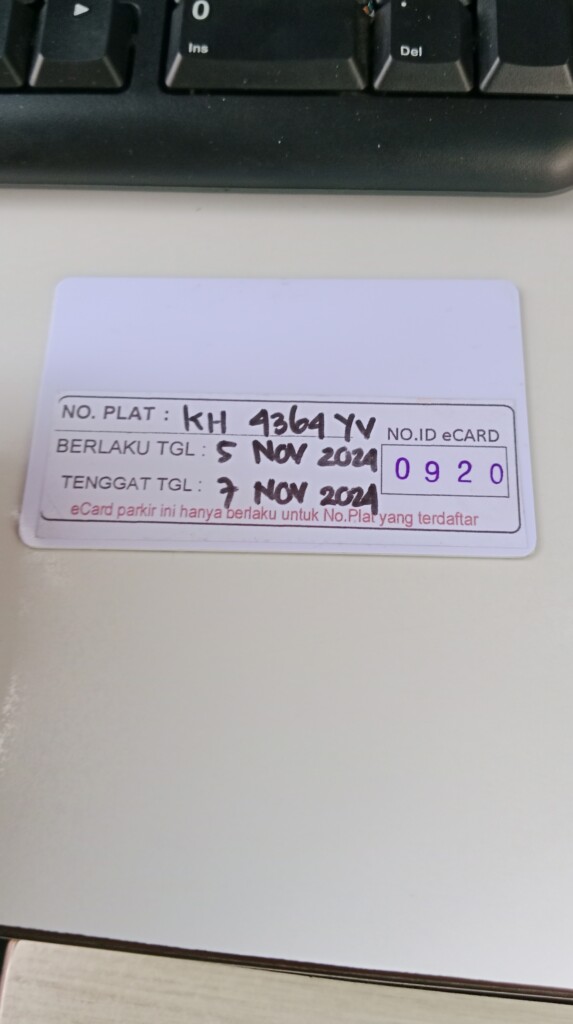 0
Ins
Del
NO. PLAT : KH 4364 YV
NO.ID eCARD
BERLAKU TGL : 5 NOV 2024
0920
TENGGAT TGL : 7 NOV 2024
eCard parkir ini hanya berlaku untuk No.Plat yang terdaftar